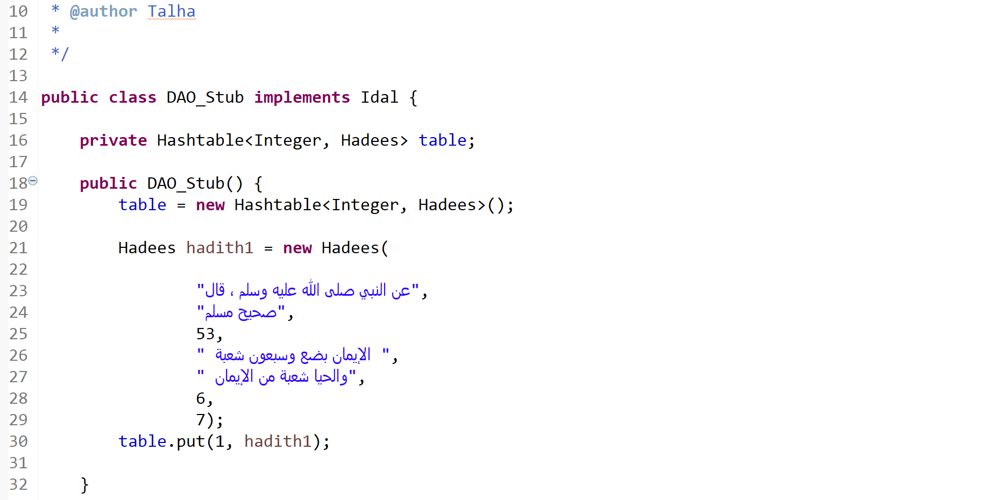 10 * @author Talha
11 *
12 */
13
14 public class DAO_Stub implements Idal {
15
16 private Hashtable<Integer, Hadees> table;
17
18 public DAO_Stub() {
19 table = new Hashtable<Integer, Hadees>();
20
21 Hadees hadith1 = new Hadees(
22
23 "عن النبي صلى الله عليه وسلم ، قال",
24 "صحيح مسلم",
25 53,
26 " الإيمان بضع وسبعون شعبة ",
27 "والحيا شعبة من الإيمان ",
28 6,
29 7);
30 table.put(1, hadith1);
31
32 }